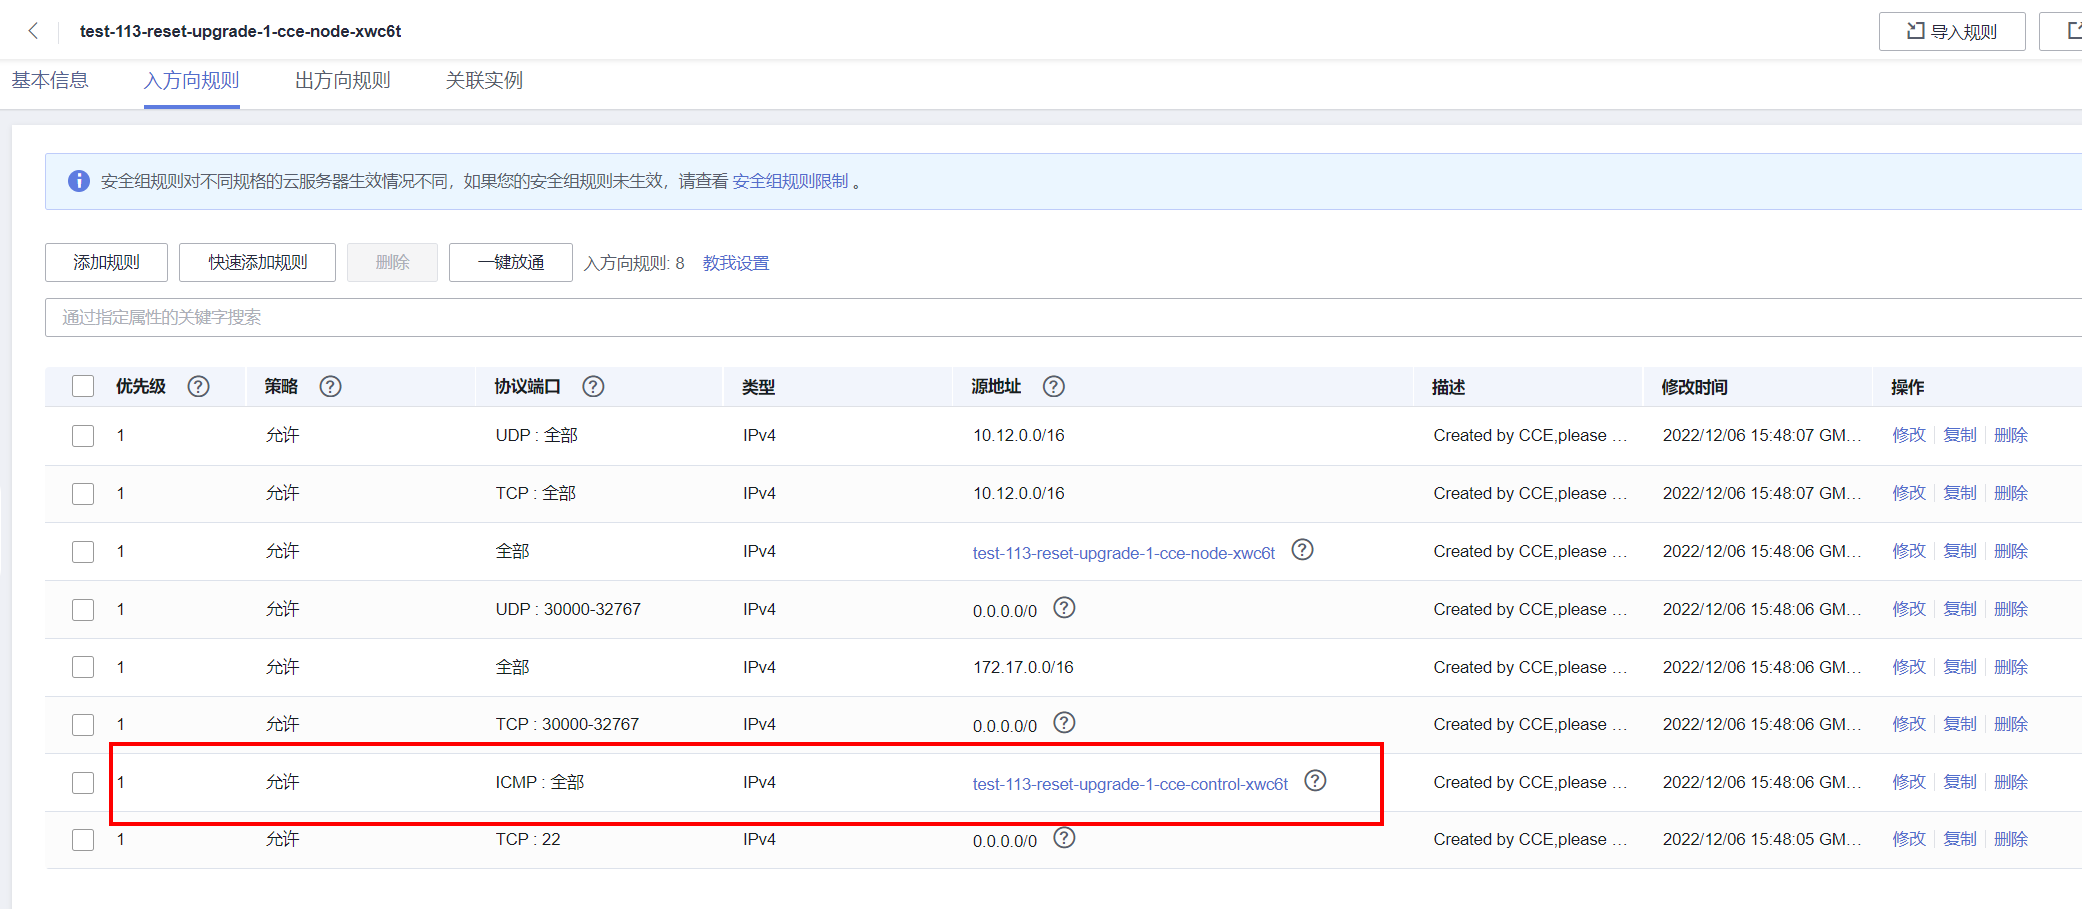 test-113-reset-upgrade-1-cce-node-xwc6t 导入规则
基本信息 入方向规则 出方向规则 关联实例
安全组规则对不同规格的云服务器生效情况不同，如果您的安全组规则未生效，请查看 安全组规则限制 。
添加规则 快速添加规则 删除 一键放通 入方向规则: 8 教我设置
通过指定属性的关键字搜索
优先级 策略 协议端口 类型 源地址 描述 修改时间 操作
1 允许 UDP : 全部 IPv4 10.12.0.0/16 Created by CCE,please ... 2022/12/06 15:48:07 GM... 修改 复制 删除
1 允许 TCP : 全部 IPv4 10.12.0.0/16 Created by CCE,please ... 2022/12/06 15:48:07 GM... 修改 复制 删除
1 允许 全部 IPv4 test-113-reset-upgrade-1-cce-node-xwc6t Created by CCE,please ... 2022/12/06 15:48:06 GM... 修改 复制 删除
1 允许 UDP : 30000-32767 IPv4 0.0.0.0/0 Created by CCE,please ... 2022/12/06 15:48:06 GM... 修改 复制 删除
1 允许 全部 IPv4 172.17.0.0/16 Created by CCE,please ... 2022/12/06 15:48:06 GM... 修改 复制 删除
1 允许 TCP : 30000-32767 IPv4 0.0.0.0/0 Created by CCE,please ... 2022/12/06 15:48:06 GM... 修改 复制 删除
1 允许 ICMP : 全部 IPv4 test-113-reset-upgrade-1-cce-control-xwc6t Created by CCE,please ... 2022/12/06 15:48:06 GM... 修改 复制 删除
1 允许 TCP : 22 IPv4 0.0.0.0/0 Created by CCE,please ... 2022/12/06 15:48:05 GM... 修改 复制 删除